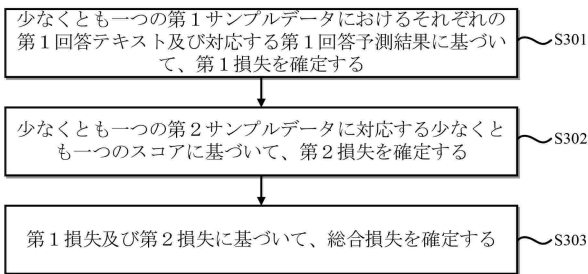 少なくとも一つの第１サンプルデータにおけるそれぞれの
第１回答テキスト及び対応する第１回答予測結果に基づい
て、第１損失を確定する
S301
少なくとも一つの第２サンプルデータに対応する少なくと
も一つのスコアに基づいて、第２損失を確定する
S302
第１損失及び第２損失に基づいて、総合損失を確定する
S303